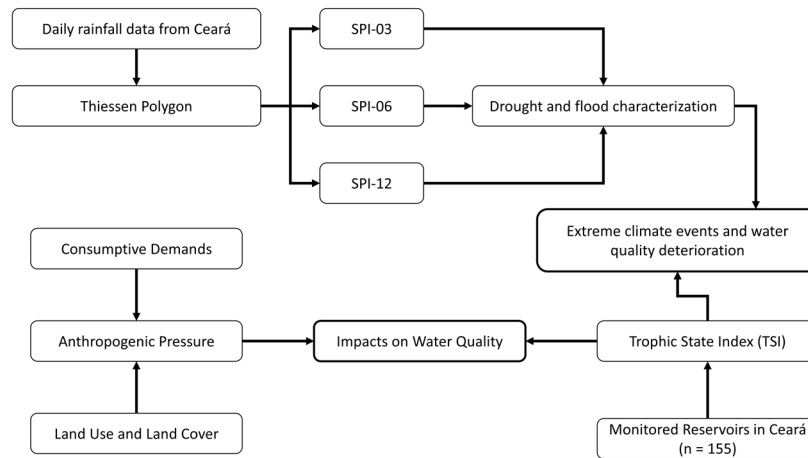 Daily rainfall data from Ceará
SPI-03
Thiessen Polygon
SPI-06
Drought and flood characterization
SPI-12
Extreme climate events and water
quality deterioration
Consumptive Demands
Anthropogenic Pressure
Impacts on Water Quality
Trophic State Index (TSI)
Land Use and Land Cover
Monitored Reservoirs in Ceará
(n = 155)